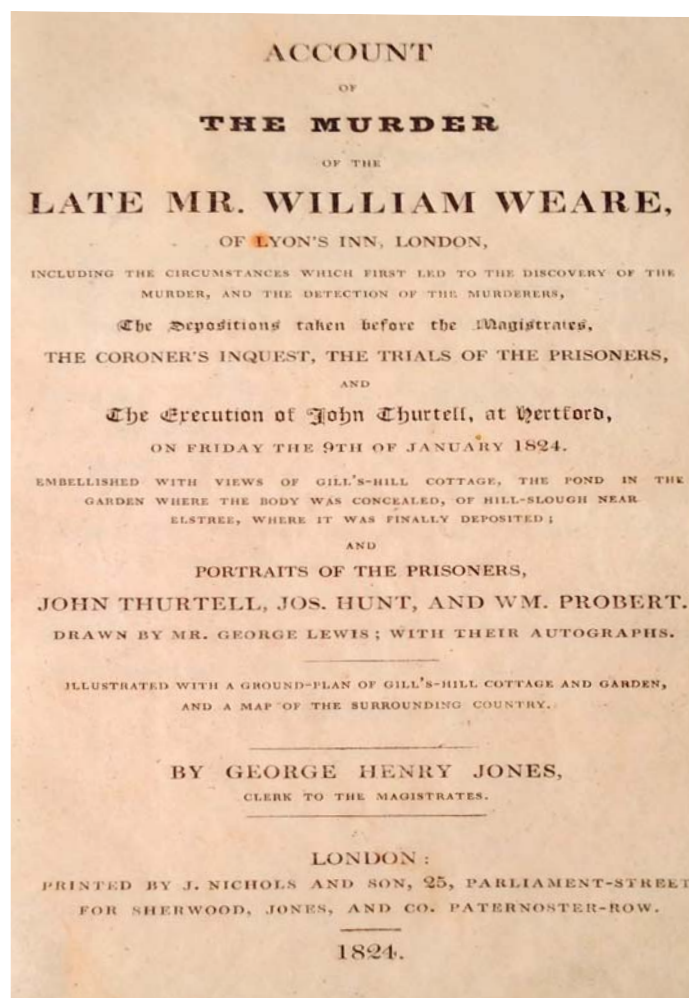 ACCOUNT
OF
THE MURDER
OF THE
LATE MR. WILLIAM WEARE,
OF LYON'S INN, LONDON,
INCLUDING THE CIRCUMSTANCES WHICH FIRST LED TO THE DISCOVERY OF THE
MURDER, AND THE DETECTION OF THE MURDERERS,
The Depositions taken before the Magistrates,
THE CORONER'S INQUEST, THE TRIALS OF THE PRISONERS,
AND
The Execution of John Thurtell, at Hertford,
ON FRIDAY THE 9TH OF JANUARY 1824.
EMBELLISHED WITH VIEWS OF GILL'S-HILL COTTAGE, THE POND IN THE
GARDEN WHERE THE BODY WAS CONCEALED, OF HILL-SLOUGH NEAR
ELSTREE, WHERE IT WAS FINALLY DEPOSITED;
AND
PORTRAITS OF THE PRISONERS,
JOHN THURTELL, JOS. HUNT, AND WM. PROBERT.
DRAWN BY MR. GEORGE LEWIS; WITH THEIR AUTOGRAPHS.
ILLUSTRATED WITH A GROUND-PLAN OF GILL'S-HILL COTTAGE AND GARDEN,
AND A MAP OF THE SURROUNDING COUNTRY.
BY GEORGE HENRY JONES,
CLERK TO THE MAGISTRATES.
LONDON:
PRINTED BY J. NICHOLS AND SON, 25, PARLIAMENT-STREET
FOR SHERWOOD, JONES, AND CO. PATERNOSTER-ROW.
1824.